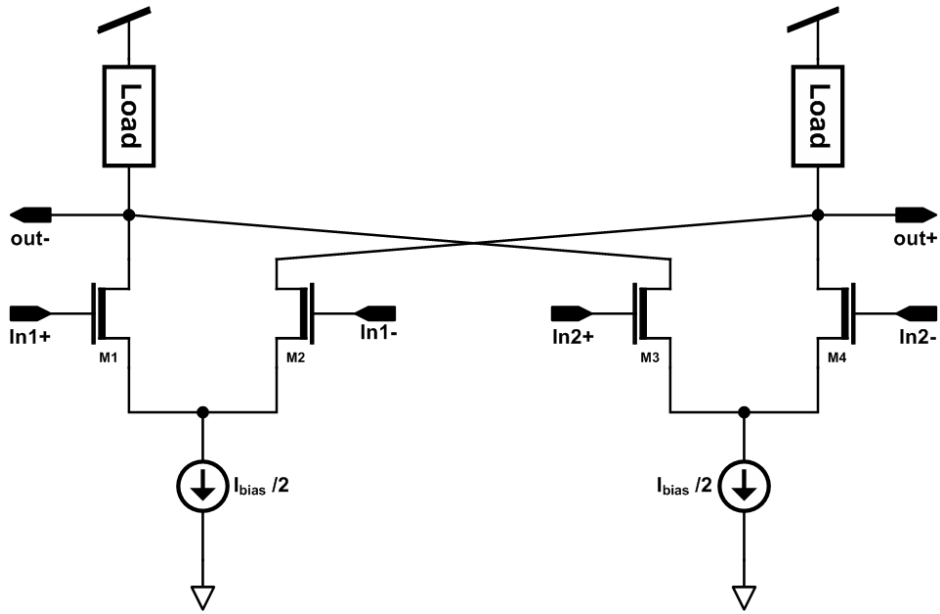 Load
Load
out-
out+
In1+
M1
M2
In1-
In2+
M3
M4
In2-
Ibias /2
Ibias /2